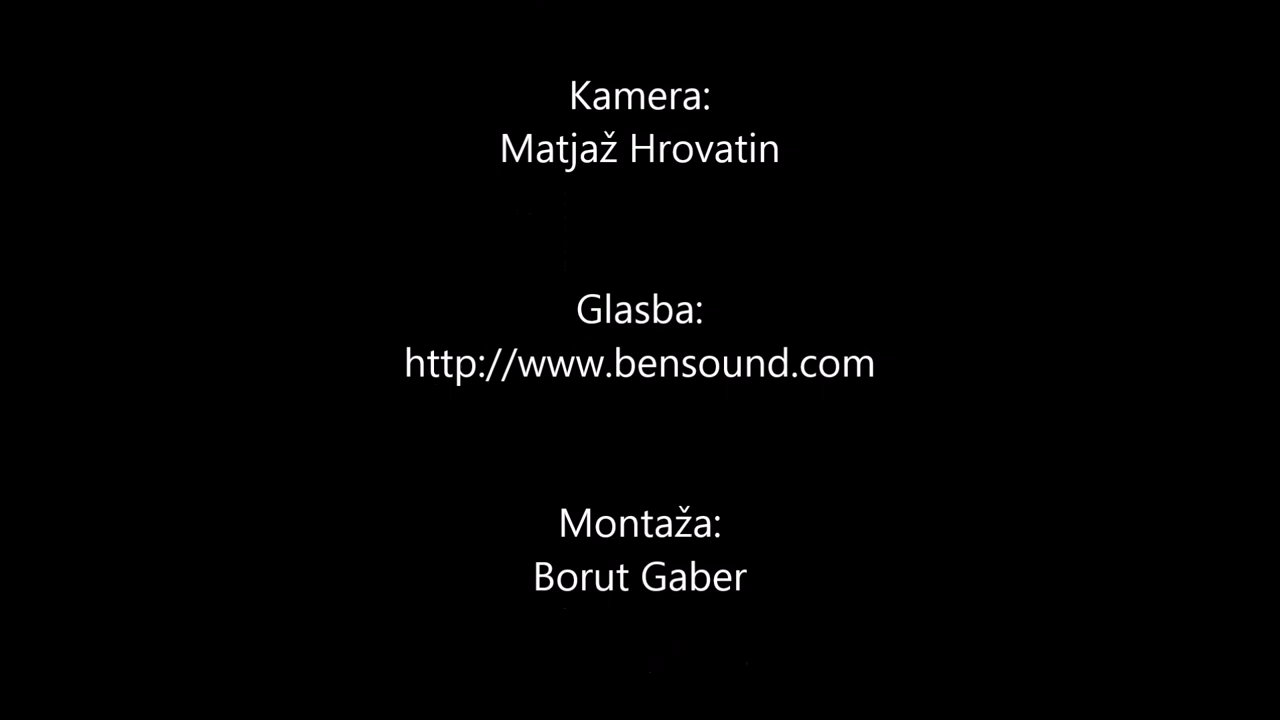 Kamera:
Matjaž Hrovatin
Glasba:
http://www.bensound.com
Montaža:
Borut Gaber